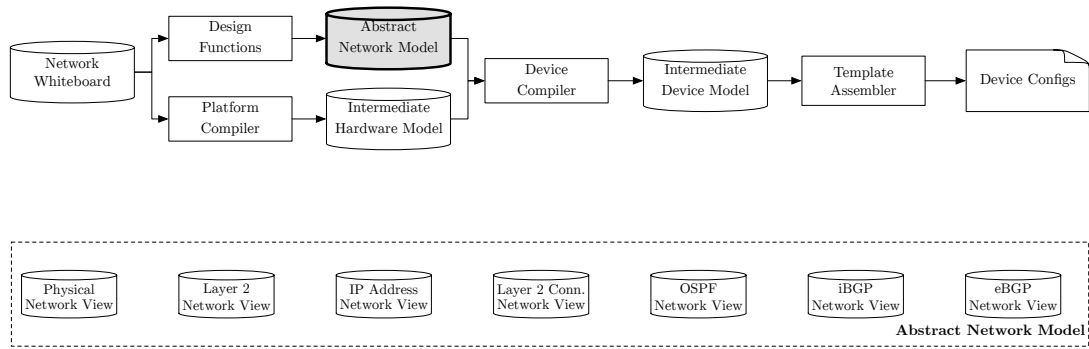 Network
Whiteboard
Design
Functions
Platform
Compiler
Abstract
Network Model
Intermediate
Hardware Model
Device
Compiler
Intermediate
Device Model
Template
Assembler
Device Configs
Physical
Network View
Layer 2
Network View
IP Address
Network View
Layer 2 Conn.
Network View
OSPF
Network View
iBGP
Network View
eBGP
Network View
Abstract Network Model